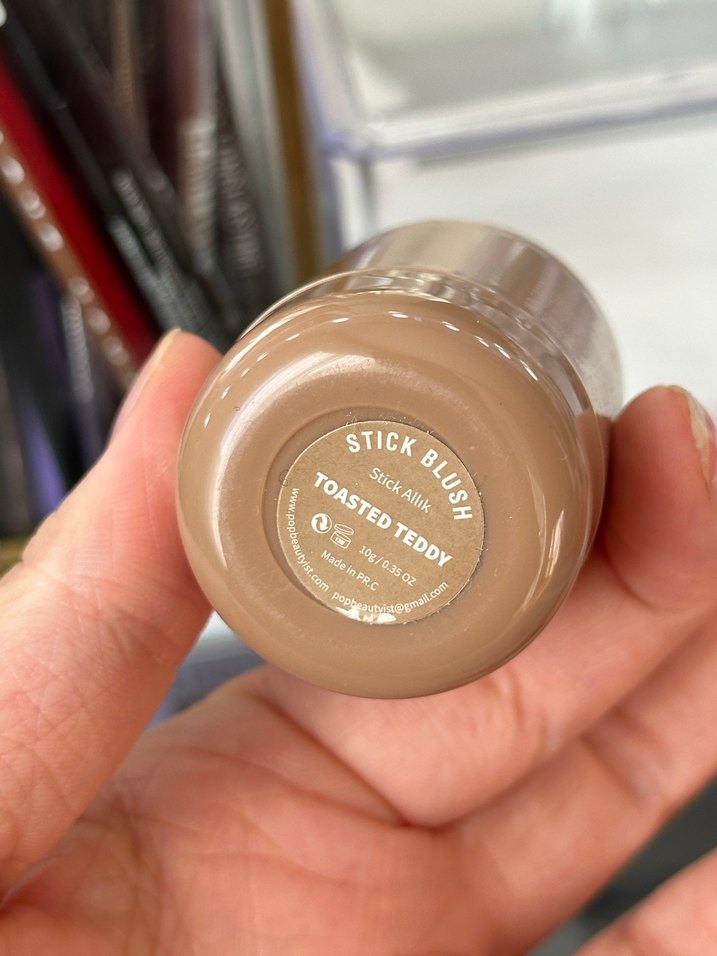 STICK BLUSH
Stick Allık
TOASTED TEDDY
10g / 0.35 OZ
Made in P.R.C
www.popbeautyist.com
popbeautyist@gmail.com